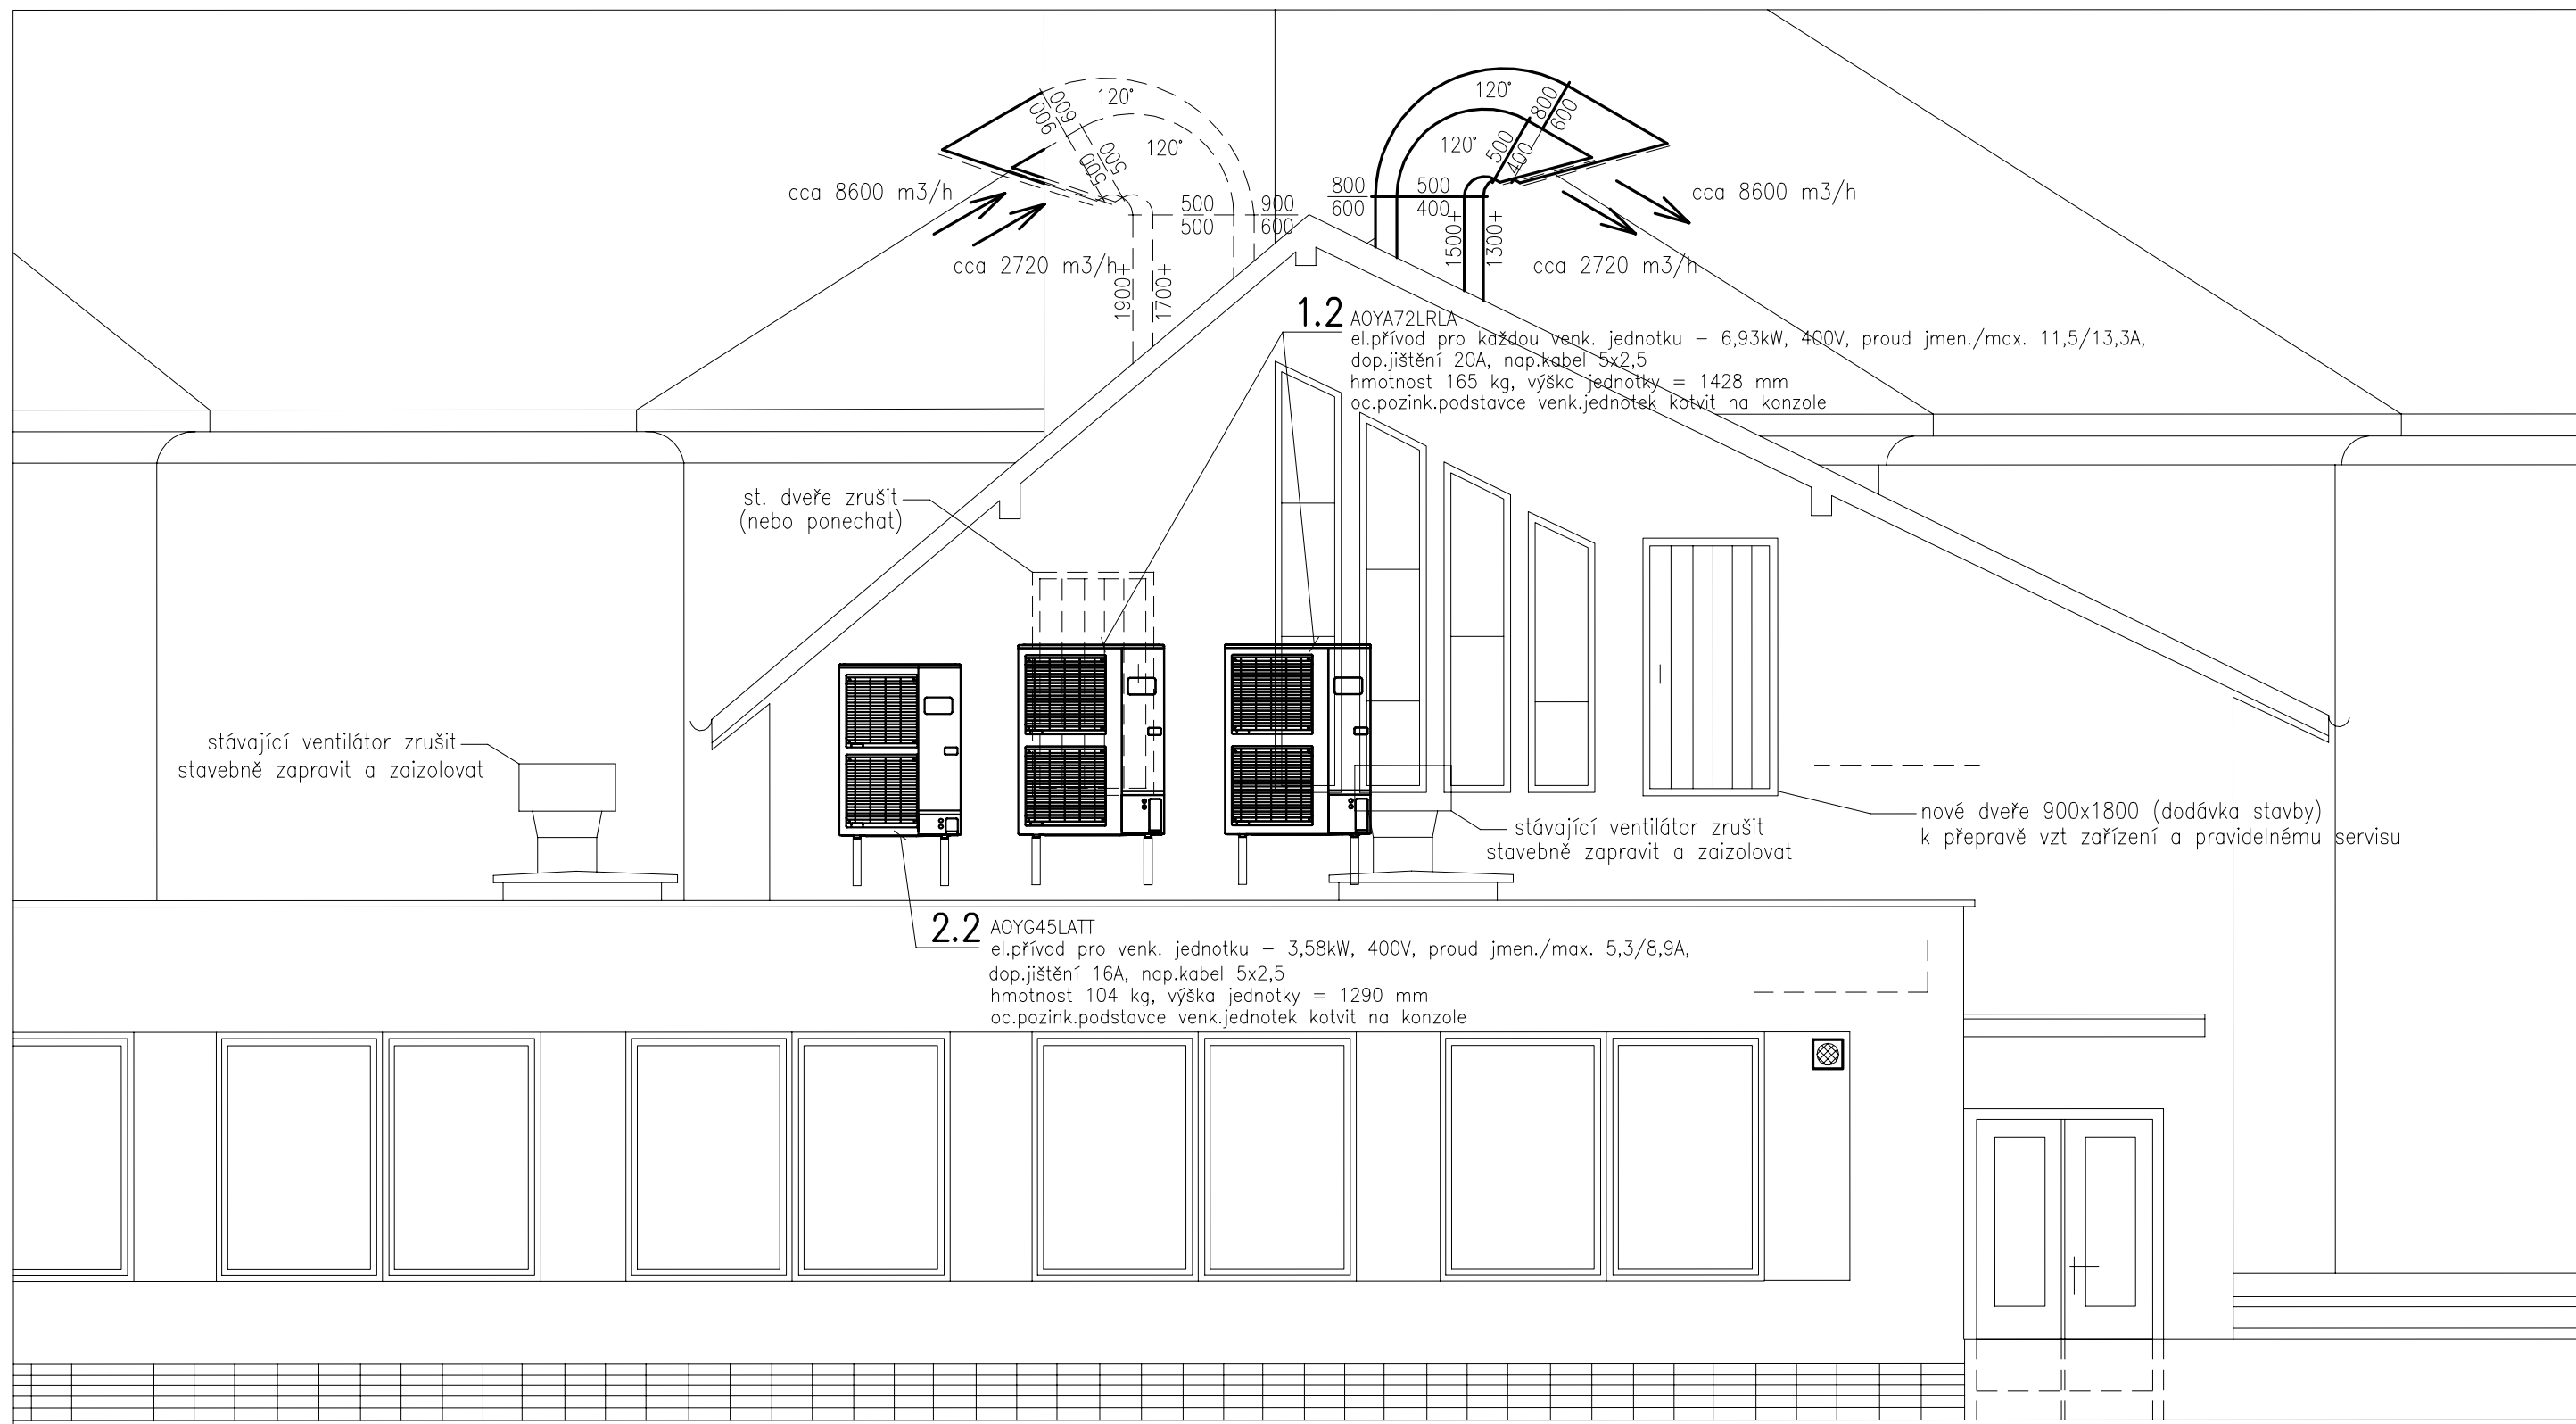 120°
600
900
120°
500
500
cca 8600 m3/h
500
500
900
600
cca 2720 m3/h
1900+
1700+
120°
800
600
120°
500
400
800
600
500
400
cca 8600 m3/h
1500+
1300+
cca 2720 m3/h
1.2 AOYA72LRLA
el.přívod pro každou venk. jednotku – 6,93kW, 400V, proud jmen./max. 11,5/13,3A,
dop.jištění 20A, nap.kabel 5x2,5
hmotnost 165 kg, výška jednotky = 1428 mm
oc.pozink.podstavce venk.jednotek kotvit na konzole
st. dveře zrušit
(nebo ponechat)
stávající ventilátor zrušit
stavebně zapravit a zaizolovat
stávající ventilátor zrušit
stavebně zapravit a zaizolovat
nové dveře 900x1800 (dodávka stavby)
k přepravě vzt zařízení a pravidelnému servisu
2.2 AOYG45LATT
el.přívod pro venk. jednotku – 3,58kW, 400V, proud jmen./max. 5,3/8,9A,
dop.jištění 16A, nap.kabel 5x2,5
hmotnost 104 kg, výška jednotky = 1290 mm
oc.pozink.podstavce venk.jednotek kotvit na konzole